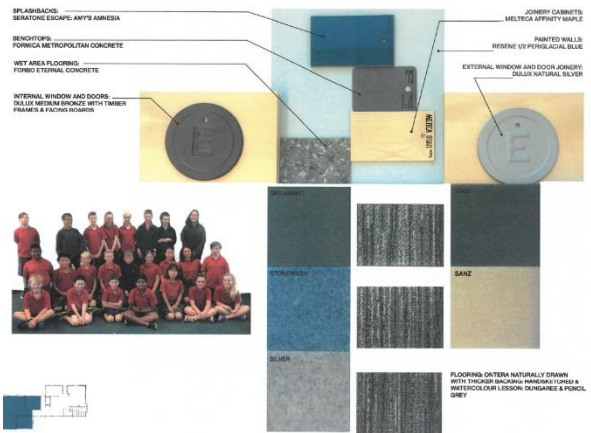 SPLASHBACKS:
SERATONE ESCAPE: AMY'S AMNESIA
BENCHTOPS:
FORMICA METROPOLITAN CONCRETE
WET AREA FLOORING:
FORBO ETERNAL CONCRETE
INTERNAL WINDOW AND DOORS:
DULUX MEDIUM BRONZE WITH TIMBER
FRAMES & FACING BOARDS
JOINERY CABINETS:
MELTECA AFFINITY MAPLE
PAINTED WALLS:
RESENE 1/2 PERIGLACIAL BLUE
EXTERNAL WINDOW AND DOOR JOINERY:
DULUX NATURAL SILVER
E
MELTECA
E
SPEARMINT
STONEWASH
SANZ
SILVER
FLOORING: ONTERA NATURALLY DRAWN
WITH THICKER BACKING: HANDSKETCHED &
WATERCOLOUR LESSON: DUNGAREE & PENCIL
GREY